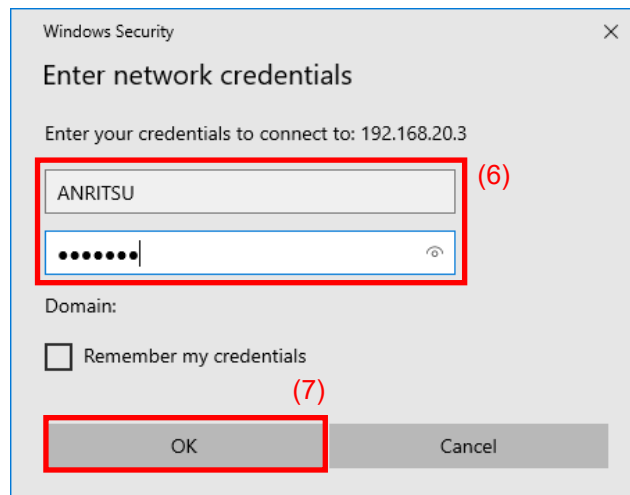 Windows Security
Enter network credentials
Enter your credentials to connect to: 192.168.20.3
(6)
ANRITSU
●●●●●●●
Domain:
Remember my credentials
(7)
OK
Cancel